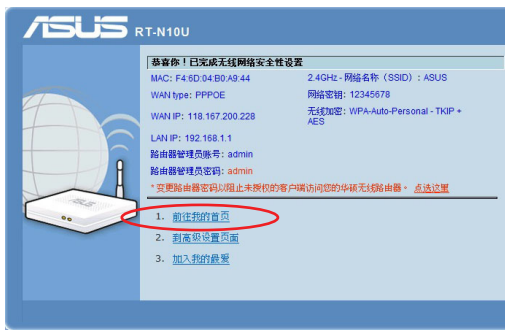 ASUS RT-N10U
恭喜你！已完成无线网络安全性设置
MAC: F4:6D:04:B0:A9:44
2.4GHz - 网络名称（SSID）: ASUS
WAN type: PPPOE
网络密钥: 12345678
WAN IP: 118.167.200.228
无线加密: WPA-Auto-Personal - TKIP + AES
LAN IP: 192.168.1.1
路由器管理员账号: admin
路由器管理员密码: admin
*变更路由器密码以阻止未授权的客户端访问您的华硕无线路由器。 点选这里
1. 前往我的首页
2. 到高级设置页面
3. 加入我的最爱
ASUS